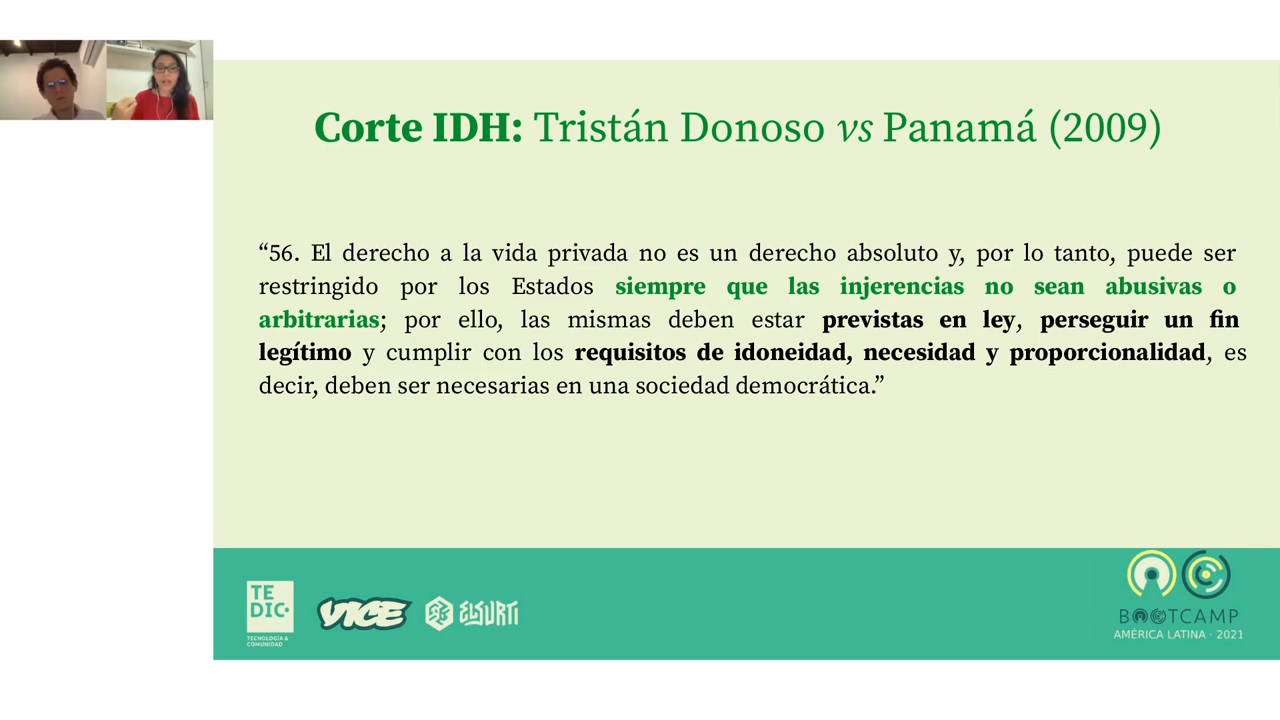 Corte IDH: Tristán Donoso vs Panamá (2009)
“56. El derecho a la vida privada no es un derecho absoluto y, por lo tanto, puede ser
restringido por los Estados siempre que las injerencias no sean abusivas o
arbitrarias; por ello, las mismas deben estar previstas en ley, perseguir un fin
legítimo y cumplir con los requisitos de idoneidad, necesidad y proporcionalidad, es
decir, deben ser necesarias en una sociedad democrática.”
TE
DIC
TECNOLOGÍA &
COMUNIDAD
VICE
ELSURTI
BOOTCAMP
AMÉRICA LATINA · 2021